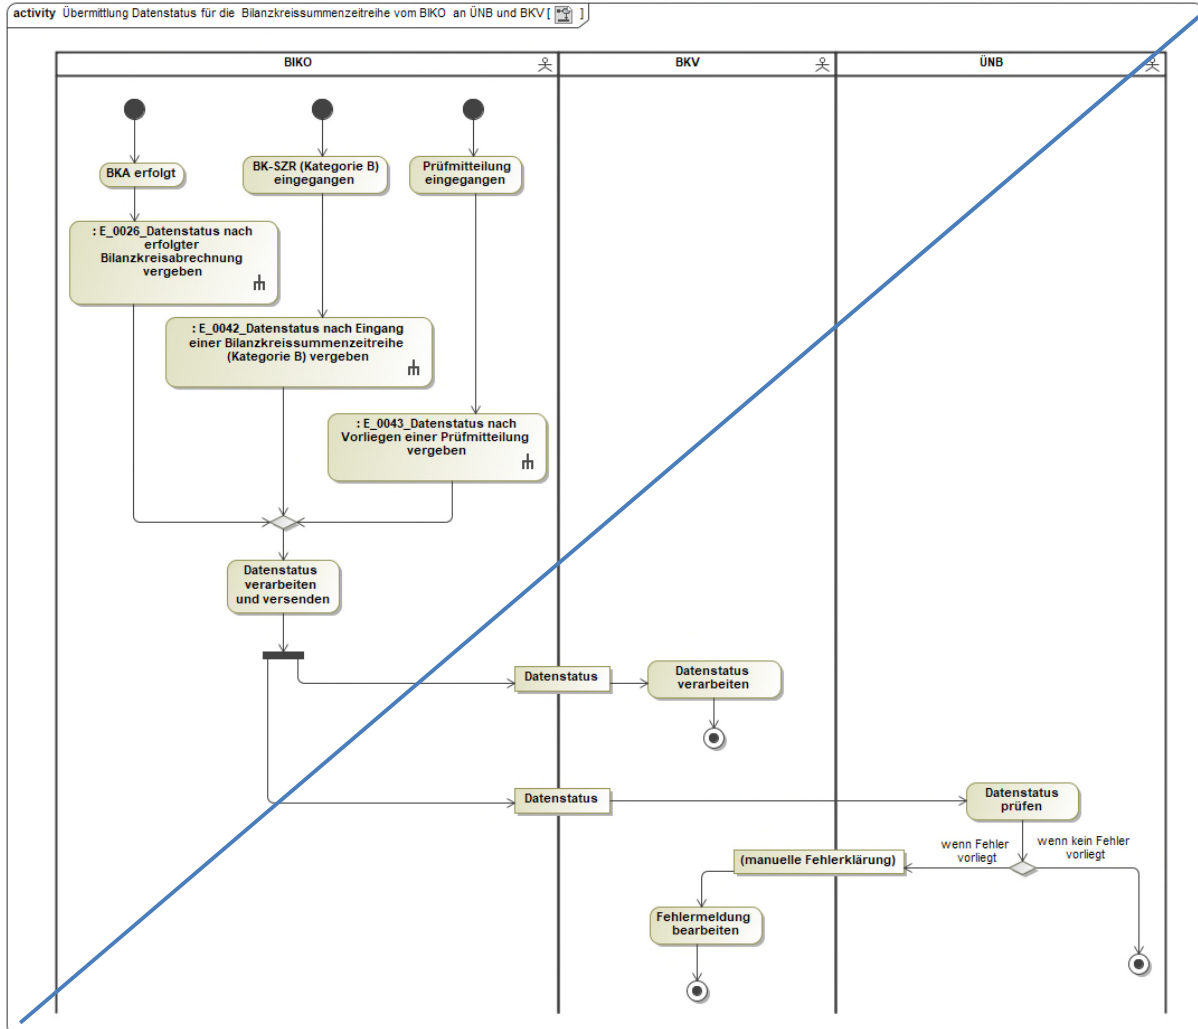 activity Übermittlung Datenstatus für die Bilanzkreissummenzeitreihe vom BIKO an ÜNB und BKV [ ]
BIKO
BKV
ÜNB
BKA erfolgt
BK-SZR (Kategorie B)
eingegangen
Prüfmitteilung
eingegangen
: E_0026_Datenstatus nach
erfolgter
Bilanzkreisabrechnung
vergeben
: E_0042_Datenstatus nach Eingang
einer Bilanzkreissummenzeitreihe
(Kategorie B) vergeben
: E_0043_Datenstatus nach
Vorliegen einer Prüfmitteilung
vergeben
Datenstatus
verarbeiten
und versenden
Datenstatus
Datenstatus
verarbeiten
Datenstatus
Datenstatus
prüfen
wenn Fehler
vorliegt
wenn kein Fehler
vorliegt
(manuelle Fehlerklärung)
Fehlermeldung
bearbeiten